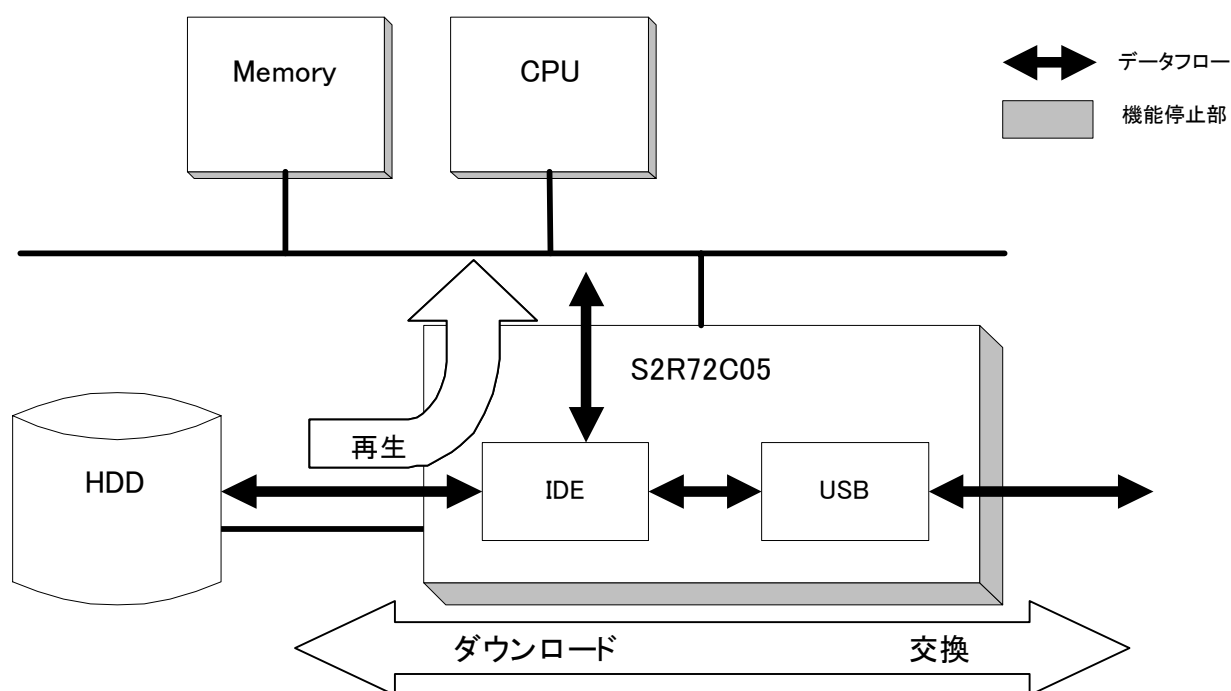 Memory
CPU
データフロー
機能停止部
S2R72C05
再生
HDD
IDE
USB
ダウンロード
交換